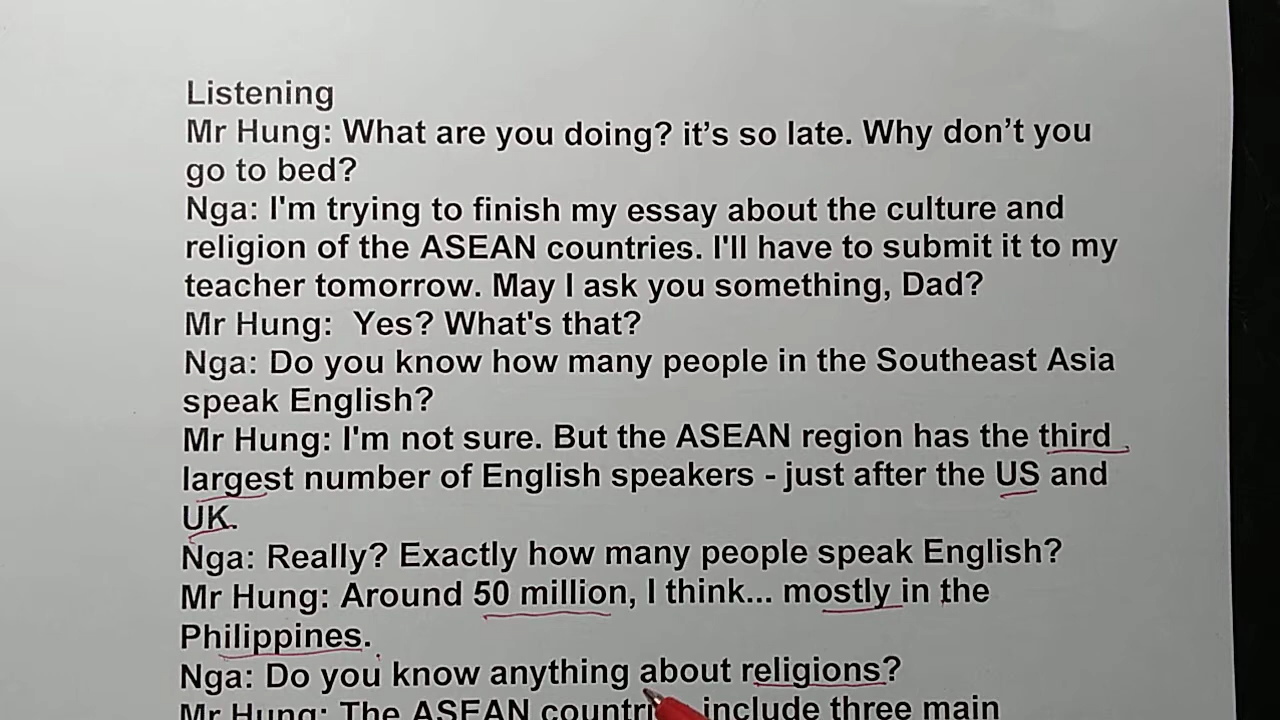 Listening
Mr Hung: What are you doing? it's so late. Why don't you
go to bed?
Nga: I'm trying to finish my essay about the culture and
religion of the ASEAN countries. I'll have to submit it to my
teacher tomorrow. May I ask you something, Dad?
Mr Hung:  Yes? What's that?
Nga: Do you know how many people in the Southeast Asia
speak English?
Mr Hung: I'm not sure. But the ASEAN region has the third
largest number of English speakers - just after the US and
UK.
Nga: Really? Exactly how many people speak English?
Mr Hung: Around 50 million, I think... mostly in the
Philippines.
Nga: Do you know anything about religions?
Mr Hung: The ASEAN include three main